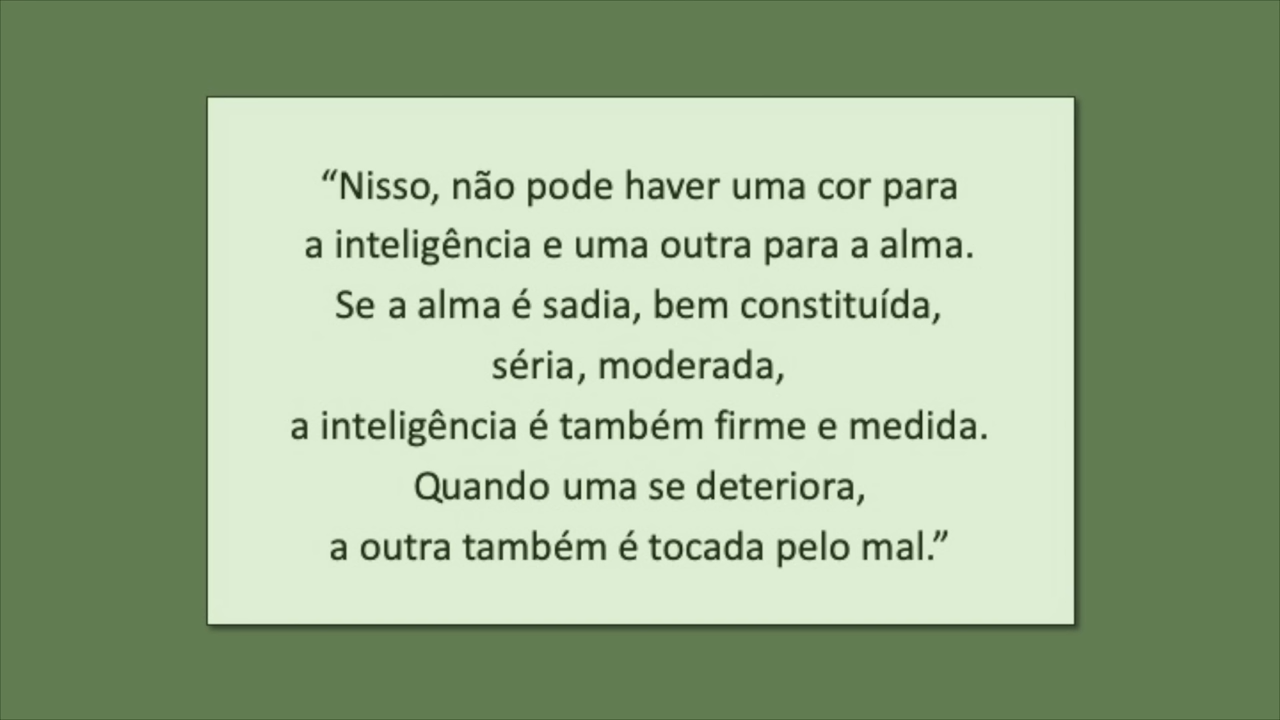 “Nisso, não pode haver uma cor para
a inteligência e uma outra para a alma.
Se a alma é sadia, bem constituída,
séria, moderada,
a inteligência é também firme e medida.
Quando uma se deteriora,
a outra também é tocada pelo mal.”